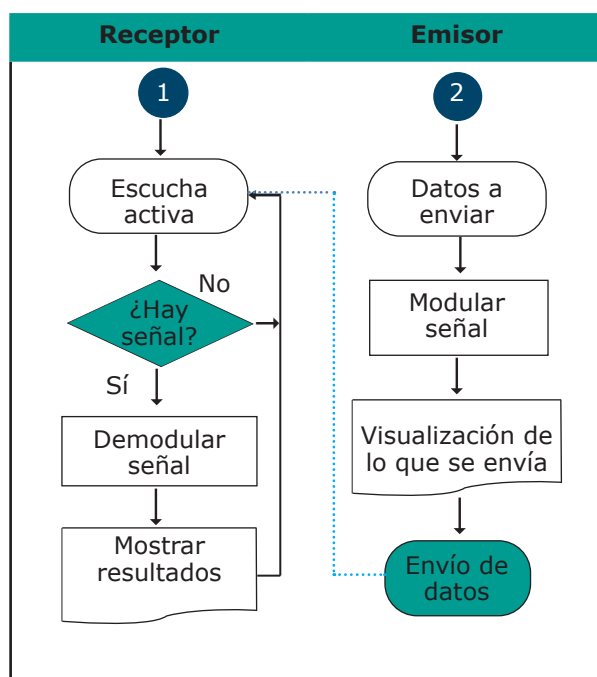 Receptor
Emisor
1
Escucha
activa
¿Hay
señal?
No
Sí
Demodular
señal
Mostrar
resultados
2
Datos a
enviar
Modular
señal
Visualización de
lo que se envía
Envío de
datos